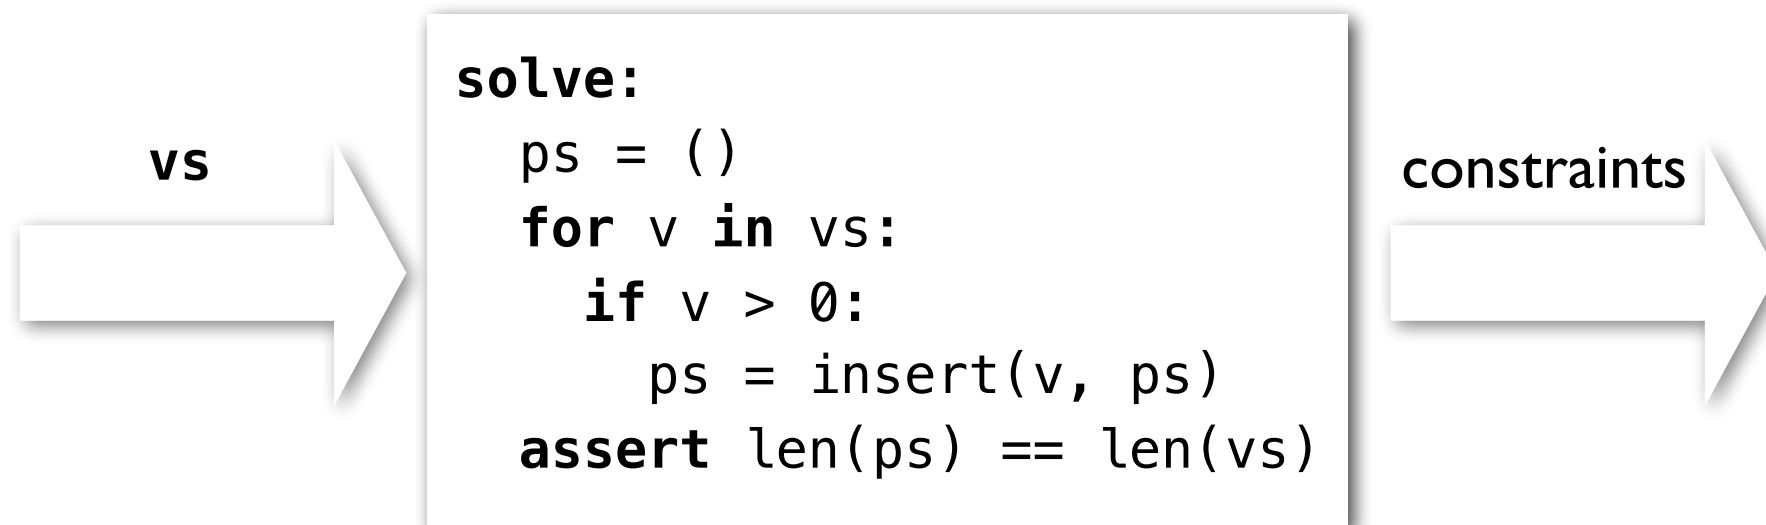 vs
solve:
  ps = ()
  for v in vs:
    if v > 0:
      ps = insert(v, ps)
  assert len(ps) == len(vs)
constraints